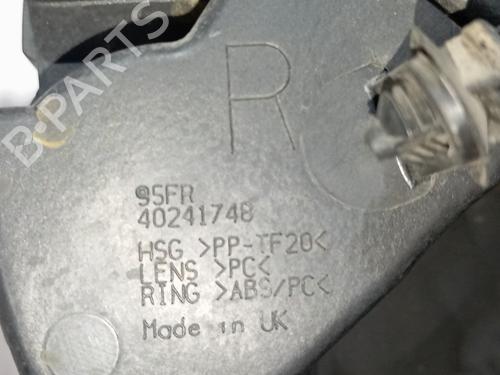 B-PARTS
R
95FR
40241748
HSG >PP-TF20<
LENS >PC<
RING >ABS/PC<
Made in UK